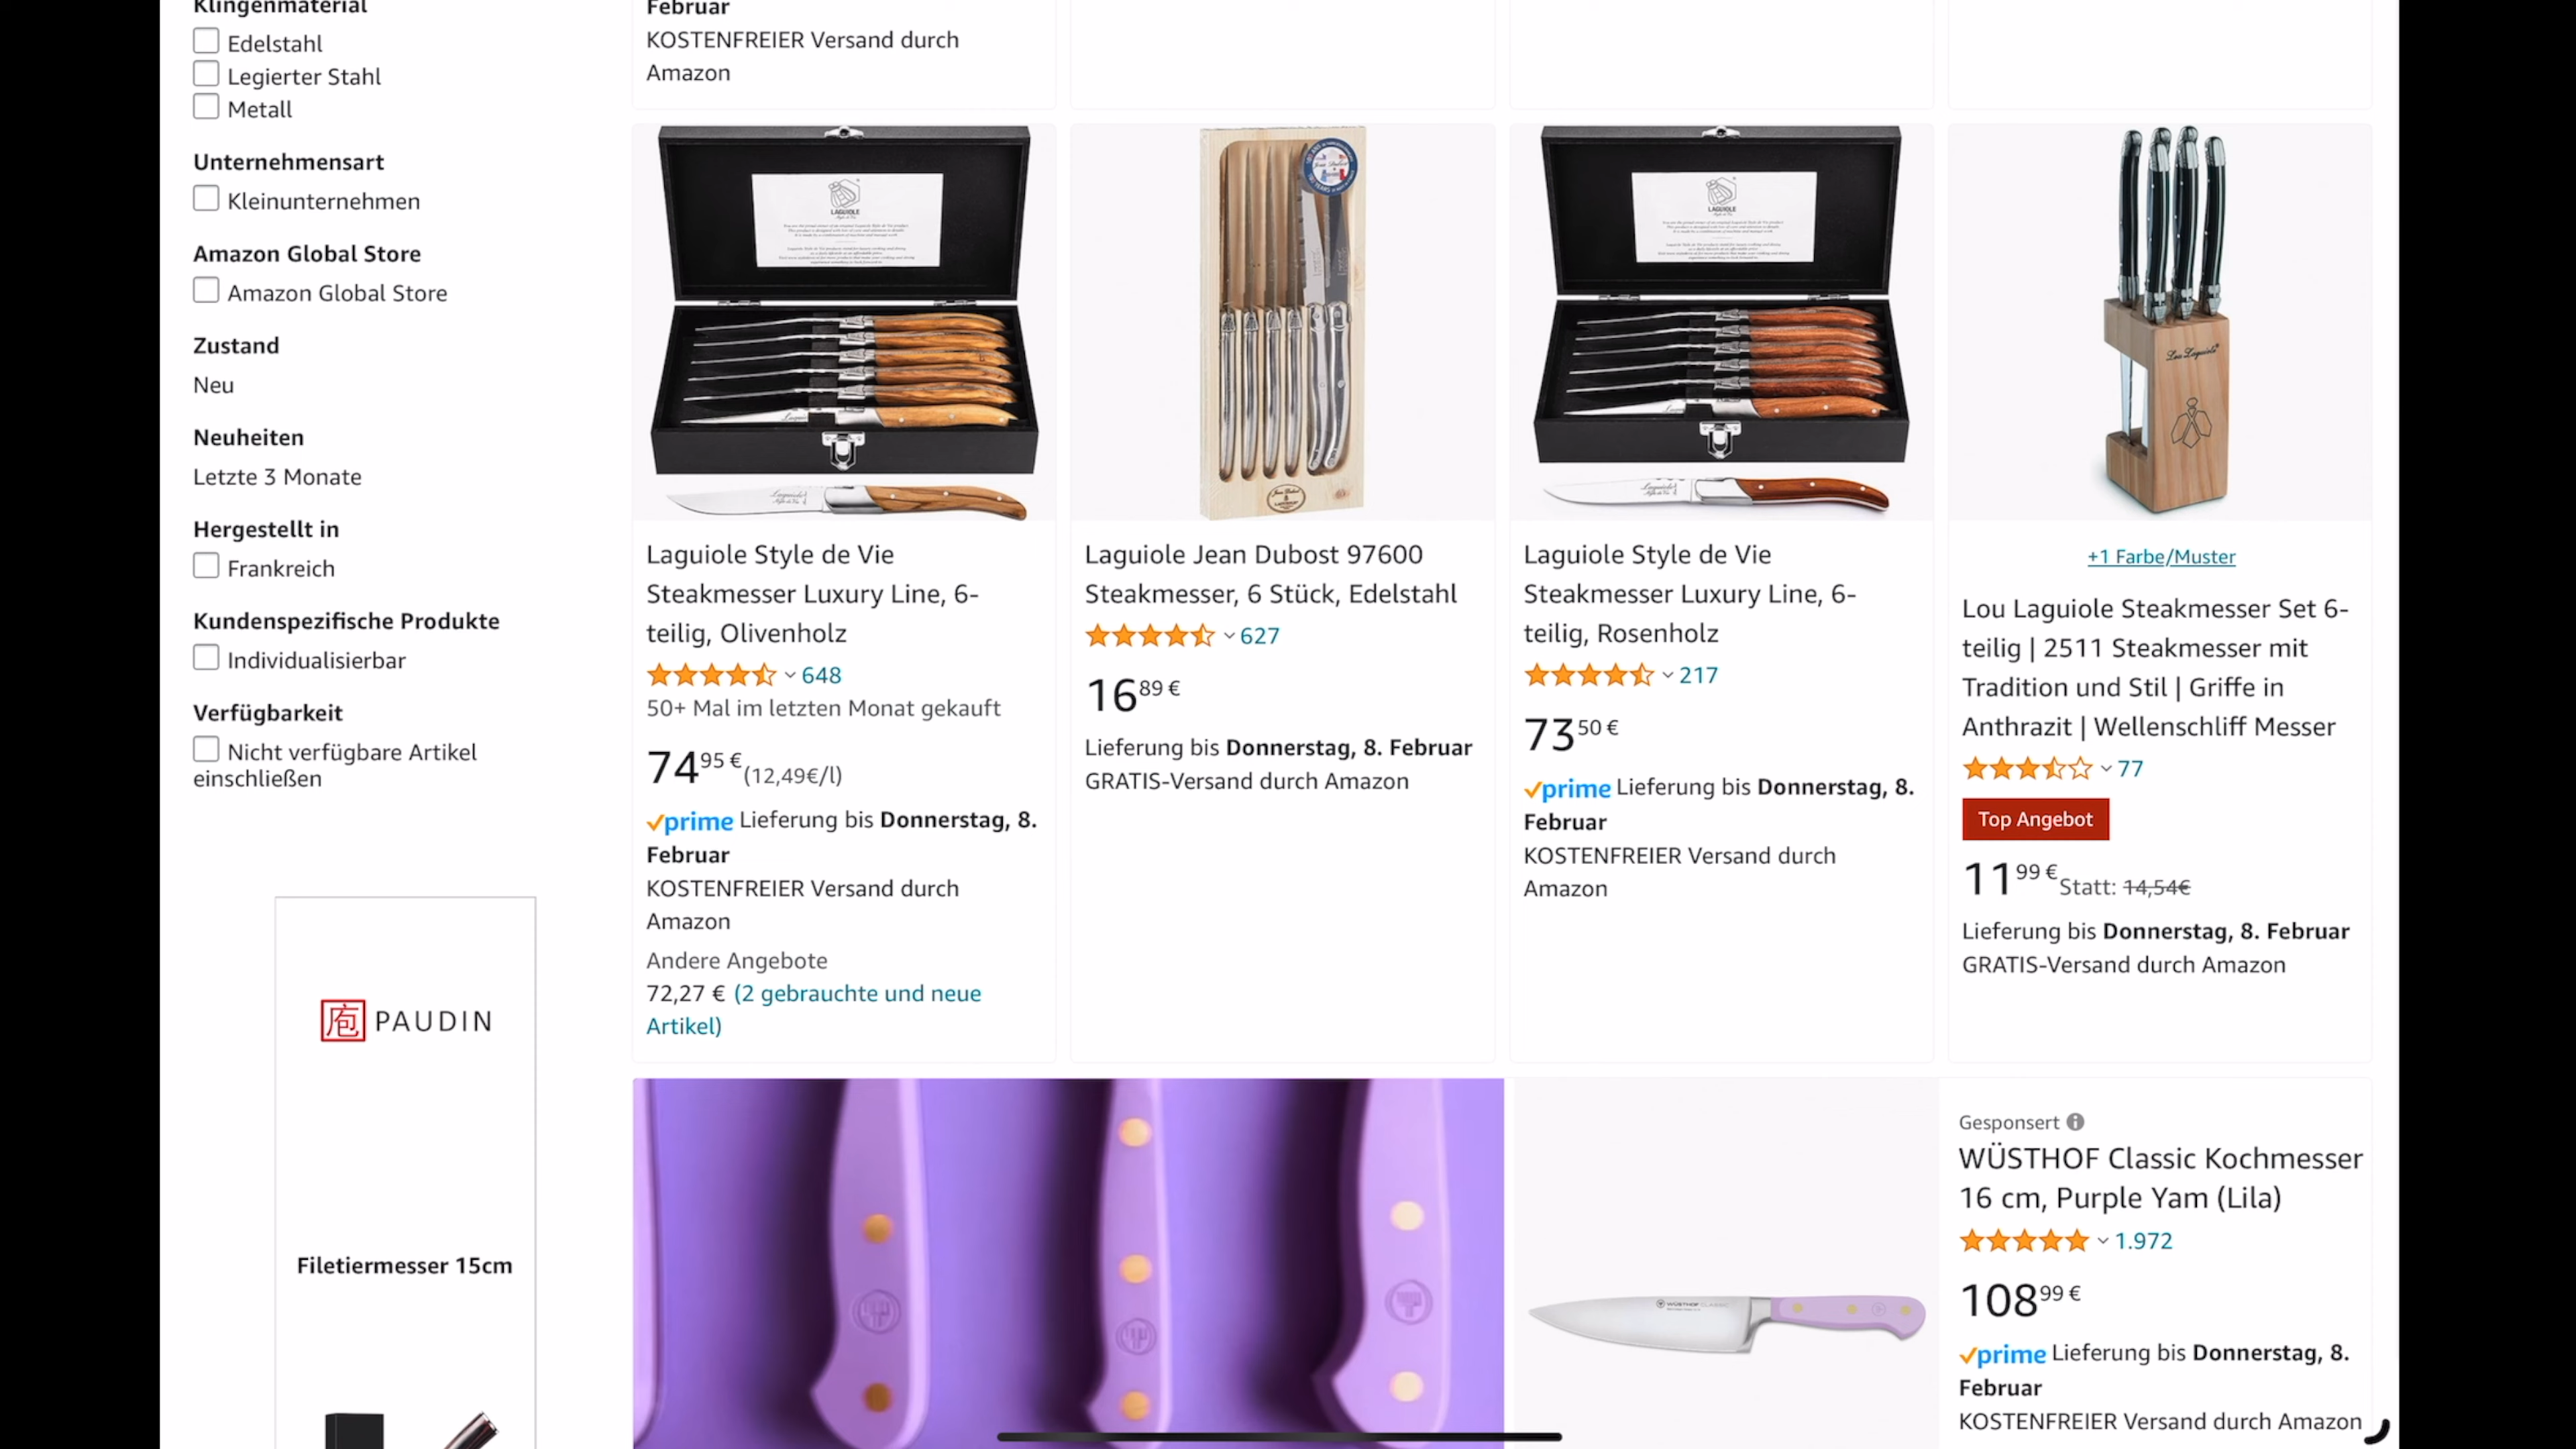 Klingenmaterial
Edelstahl
Legierter Stahl
Metall
Unternehmensart
Kleinunternehmen
Amazon Global Store
Amazon Global Store
Zustand
Neu
Neuheiten
Letzte 3 Monate
Hergestellt in
Frankreich
Kundenspezifische Produkte
Individualisierbar
Verfügbarkeit
Nicht verfügbare Artikel
einschließen
庖 PAUDIN
Filetiermesser 15cm
Februar
KOSTENFREIER Versand durch
Amazon
LAGUIOLE
Laguiole Style de Vie
Steakmesser Luxury Line, 6-
teilig, Olivenholz
648
50+ Mal im letzten Monat gekauft
74 95 € (12,49€/l)
prime Lieferung bis Donnerstag, 8.
Februar
KOSTENFREIER Versand durch
Amazon
Andere Angebote
72,27 € (2 gebrauchte und neue
Artikel)
Jean Dubost
Laguiole Jean Dubost 97600
Steakmesser, 6 Stück, Edelstahl
627
16 89 €
Lieferung bis Donnerstag, 8. Februar
GRATIS-Versand durch Amazon
LAGUIOLE
Laguiole Style de Vie
Steakmesser Luxury Line, 6-
teilig, Rosenholz
217
73 50 €
prime Lieferung bis Donnerstag, 8.
Februar
KOSTENFREIER Versand durch
Amazon
Lou Laguiole
+1 Farbe/Muster
Lou Laguiole Steakmesser Set 6-
teilig | 2511 Steakmesser mit
Tradition und Stil | Griffe in
Anthrazit | Wellenschliff Messer
77
Top Angebot
11 99 € Statt: 14,54€
Lieferung bis Donnerstag, 8. Februar
GRATIS-Versand durch Amazon
WÜSTHOF CLASSIC
Gesponsert
WÜSTHOF Classic Kochmesser
16 cm, Purple Yam (Lila)
1.972
108 99 €
prime Lieferung bis Donnerstag, 8.
Februar
KOSTENFREIER Versand durch Amazon